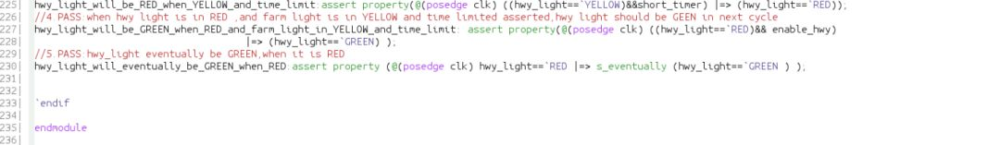 225| hwy_light_will_be_RED_when_YELLOW_and_time_limit:assert property(@(posedge clk) ((hwy_light==`YELLOW)&&short_timer) |=> (hwy_light==`RED));
226| //4 PASS:when hwy light is in RED ,and farm light is in YELLOW and time limited asserted,hwy light should be GEEN in next cycle
227| hwy_light_will_be_GREEN_when_RED_and_farm_light_in_YELLOW_and_time_limit: assert property(@(posedge clk) ((hwy_light==`RED)&& enable_hwy)
228| |=> (hwy_light==`GREEN) );
229| //5.PASS:hwy_light eventually be GREEN,when it is RED
230| hwy_light_will_eventually_be_GREEN_when_RED:assert property (@(posedge clk) hwy_light==`RED |=> s_eventually (hwy_light==`GREEN ) );
231|
232|
233| `endif
234|
235| endmodule
236|